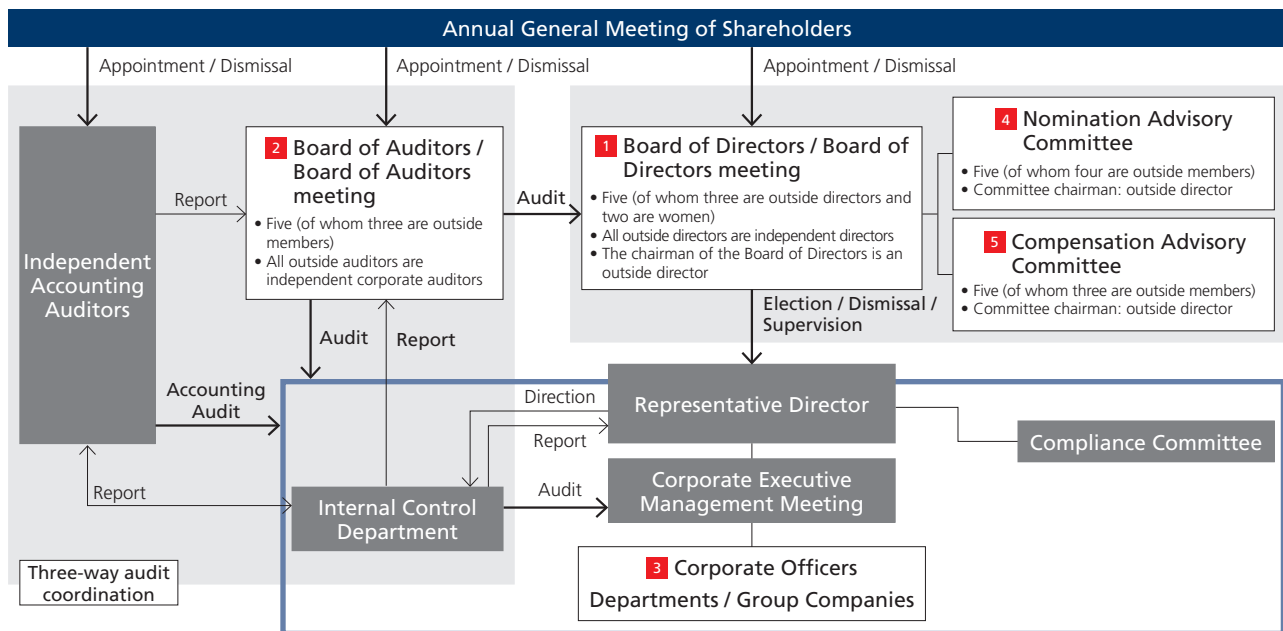 Annual General Meeting of Shareholders
Appointment / Dismissal
Appointment / Dismissal
Appointment / Dismissal
Independent
Accounting
Auditors
Report
2 Board of Auditors /
Board of Auditors
meeting
• Five (of whom three are outside
members)
• All outside auditors are
independent corporate auditors
Audit
1 Board of Directors / Board of
Directors meeting
• Five (of whom three are outside directors and
two are women)
• All outside directors are independent directors
• The chairman of the Board of Directors is an
outside director
4 Nomination Advisory
Committee
• Five (of whom four are outside members)
• Committee chairman: outside director
5 Compensation Advisory
Committee
• Five (of whom three are outside members)
• Committee chairman: outside director
Audit
Report
Election / Dismissal /
Supervision
Accounting
Audit
Direction
Report
Representative Director
Compliance Committee
Report
Internal Control
Department
Audit
Corporate Executive
Management Meeting
Three-way audit
coordination
3 Corporate Officers
Departments / Group Companies